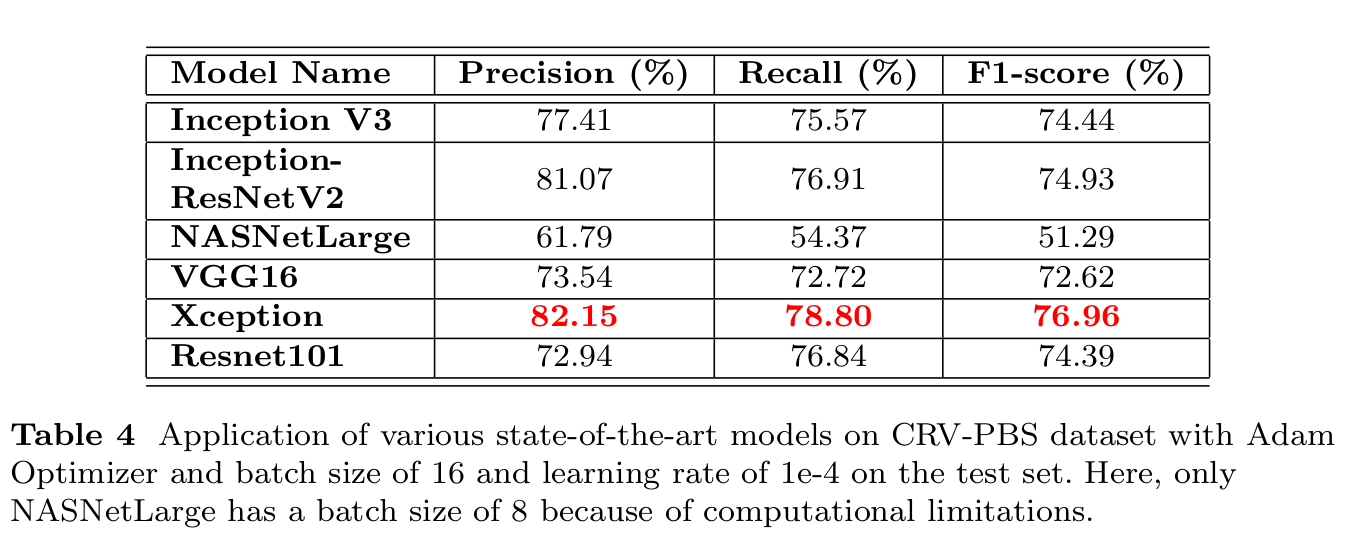 Model Name Precision (%) Recall (%) F1-score (%)
Inception V3 77.41 75.57 74.44
Inception-
ResNetV2 81.07 76.91 74.93
NASNetLarge 61.79 54.37 51.29
VGG16 73.54 72.72 72.62
Xception 82.15 78.80 76.96
Resnet101 72.94 76.84 74.39
Table 4 Application of various state-of-the-art models on CRV-PBS dataset with Adam
Optimizer and batch size of 16 and learning rate of 1e-4 on the test set. Here, only
NASNetLarge has a batch size of 8 because of computational limitations.